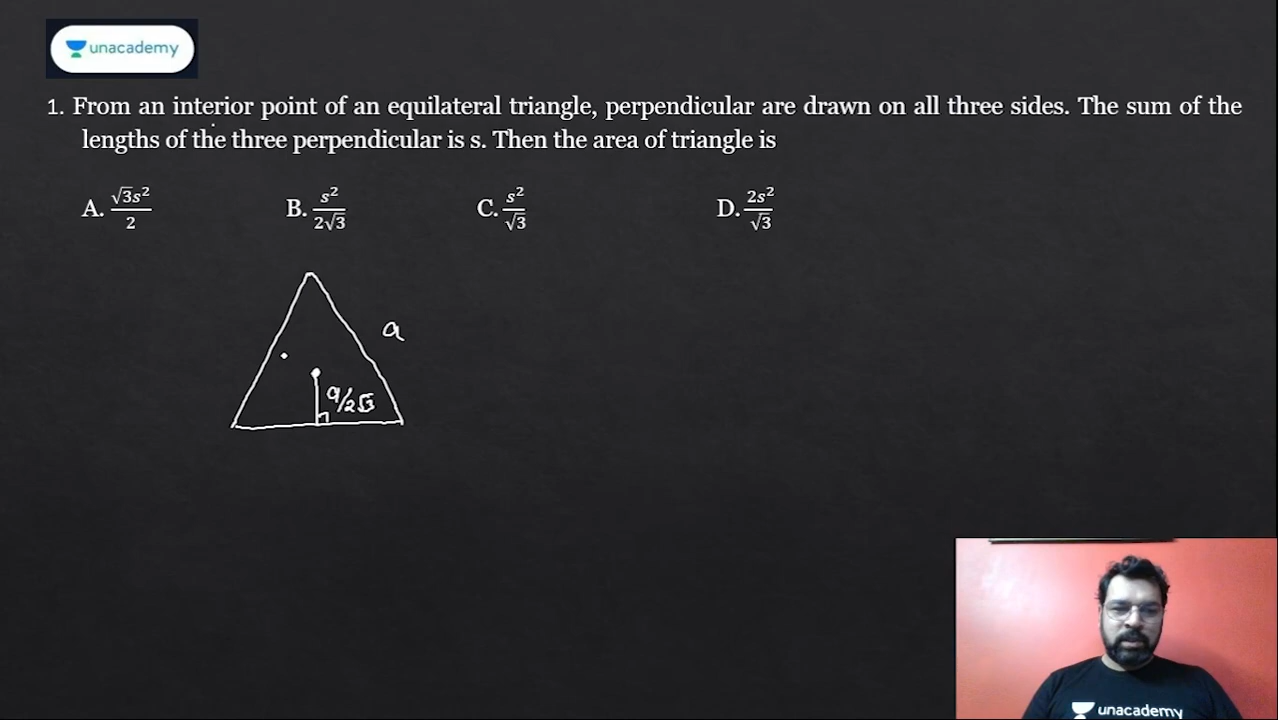 unacademy
1. From an interior point of an equilateral triangle, perpendicular are drawn on all three sides. The sum of the
lengths of the three perpendicular is s. Then the area of triangle is
A. √3s²/2 B. s²/2√3 C. s²/√3 D. 2s²/√3
a
a/2√3
unacademy